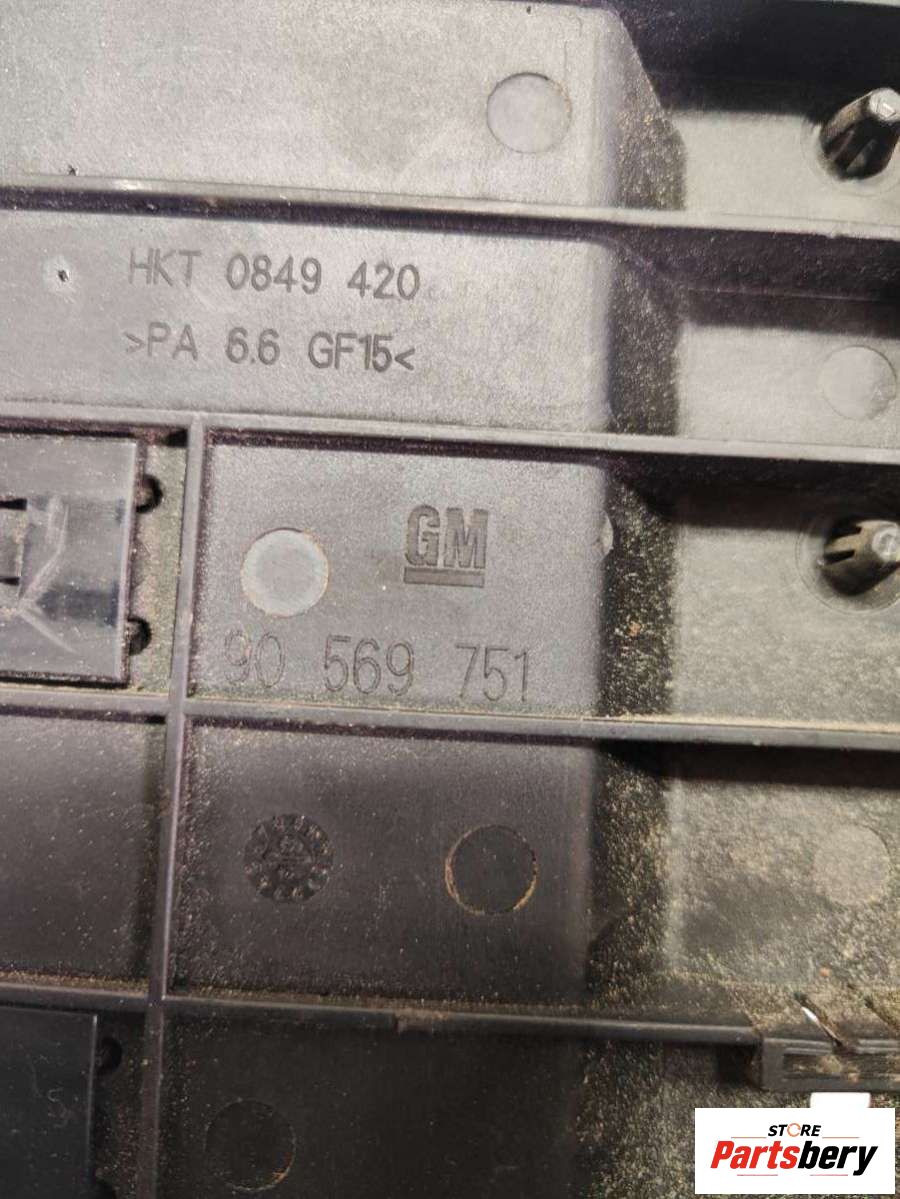 HKT 0849 420
>PA 6.6 GF15<
GM
90 569 751
STORE
Partsbery